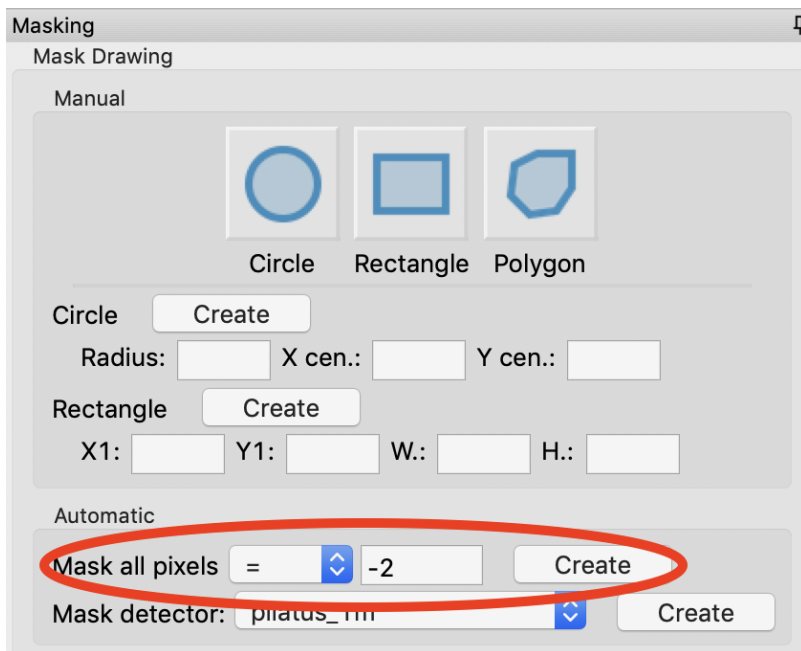 Masking
Mask Drawing
Manual
Circle Rectangle Polygon
Circle Create
Radius: X cen.: Y cen.:
Rectangle Create
X1: Y1: W.: H.:
Automatic
Mask all pixels = -2 Create
Mask detector: pilatus_1m Create